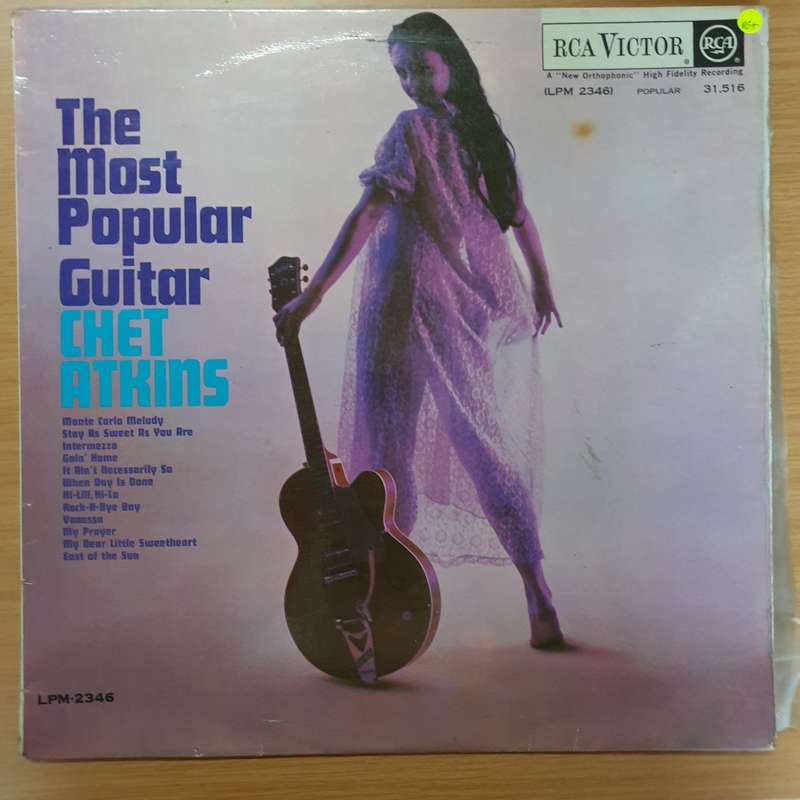 The
Most
Popular
Guitar
CHET
ATKINS
Monte Carlo Melody
Stay As Sweet As You Are
Intermezzo
Goin' Home
It Ain't Necessarily So
When Day Is Done
Hi-Lili, Hi-Lo
Rock-A-Bye Bay
Vanessa
My Prayer
My Dear Little Sweetheart
East of the Sun
LPM-2346
RCA VICTOR
RCA
A "New Orthophonic" High Fidelity Recording
(LPM 2346) POPULAR 31.516